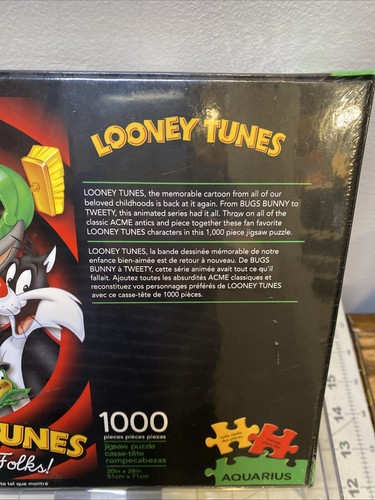 LOONEY TUNES
LOONEY TUNES, the memorable cartoon from all of our
beloved childhoods is back at it again. From BUGS BUNNY to
TWEETY, this animated series had it all. Throw on all of the
classic ACME antics and piece together these fan favorite
LOONEY TUNES characters in this 1,000 piece jigsaw puzzle.
LOONEY TUNES, la bande dessinée mémorable de notre
enfance bien-aimée est de retour à nouveau. De BUGS
BUNNY à TWEETY, cette série animée avait tout ce qu'il
fallait. Ajoutez toutes les absurdités ACME classiques et
reconstituez vos personnages préférés de LOONEY TUNES
avec ce casse-tête de 1000 pièces.
1000
pieces pièces piezas
jigsaw puzzle
casse-tête
rompecabezas
20in x 28in
51cm x 71cm
TUNES
Folks!
te tel que montré
AQUARIUS
15
14
13
12